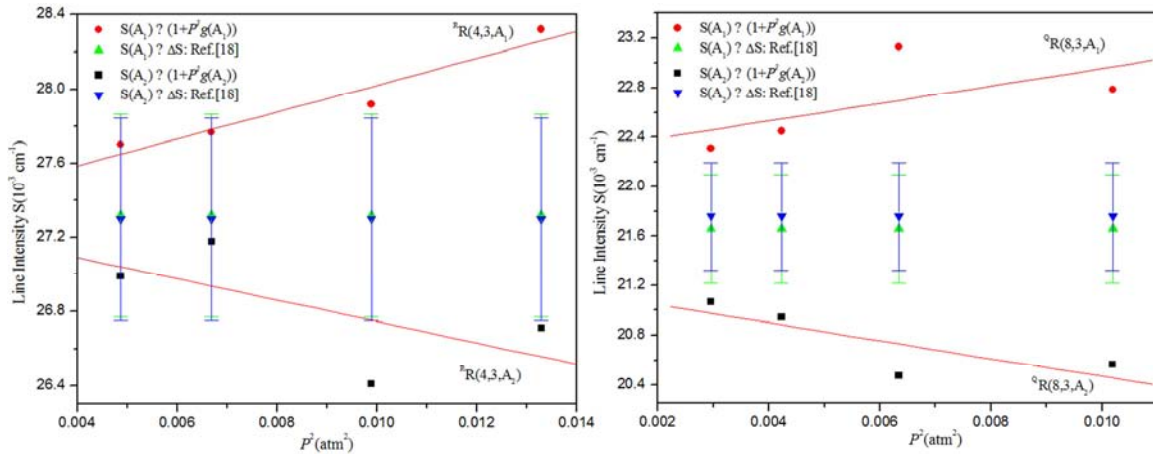 S(A₁) ? (1+P²g(A₁))
S(A₁) ? ΔS: Ref.[18]
S(A₂) ? (1+P²g(A₂))
S(A₂) ? ΔS: Ref.[18]
ᴿR(4,3,A₁)
ᴿR(4,3,A₂)
28.4
28.0
27.6
27.2
26.8
26.4
Line Intensity S(10⁻³ cm⁻¹)
0.004 0.006 0.008 0.010 0.012 0.014
P²(atm²)
S(A₁) ? (1+P²g(A₁))
S(A₁) ? ΔS: Ref.[18]
S(A₂) ? (1+P²g(A₂))
S(A₂) ? ΔS: Ref.[18]
QR(8,3,A₁)
QR(8,3,A₂)
23.2
22.8
22.4
22.0
21.6
21.2
20.8
20.4
Line Intensity S(10⁻³ cm⁻¹)
0.002 0.004 0.006 0.008 0.010
P²(atm²)